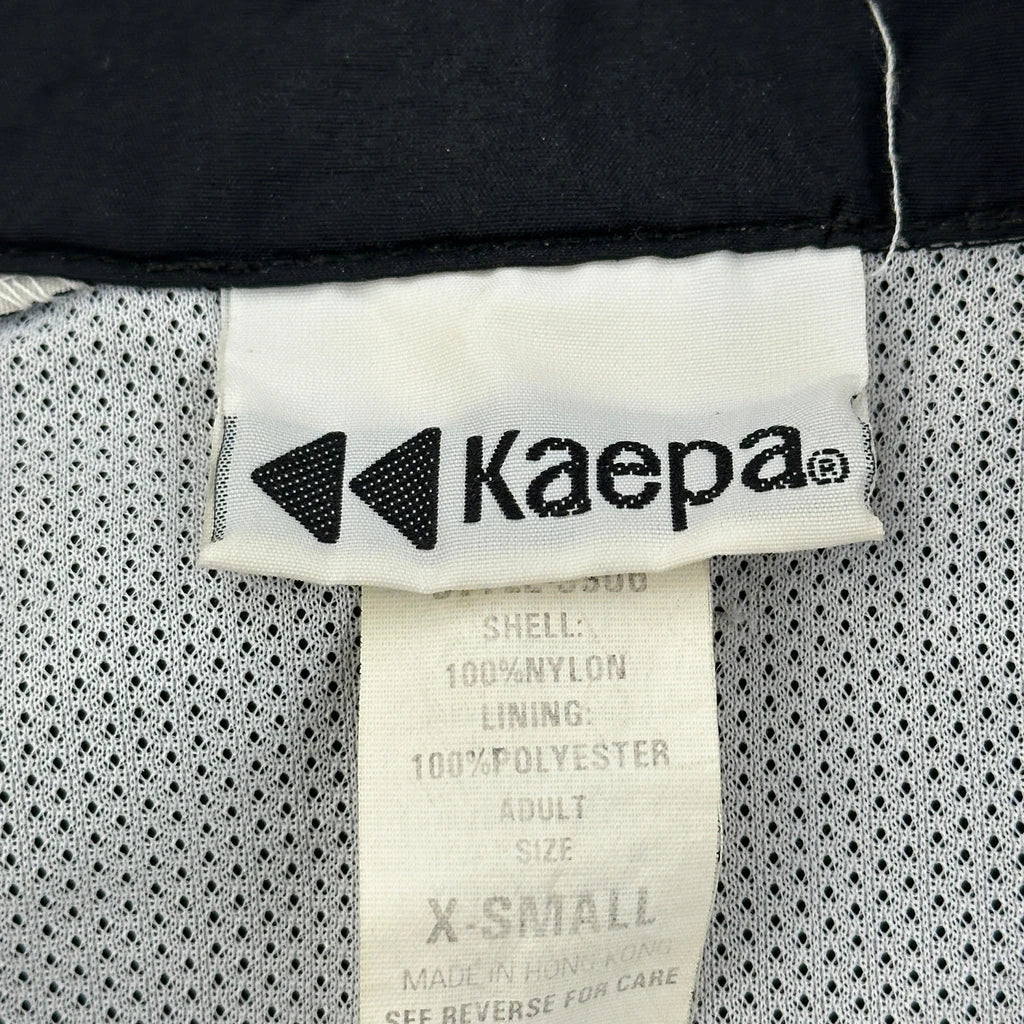 Kaepa®
SHELL:
100%NYLON
LINING:
100%POLYESTER
ADULT
SIZE
X-SMALL
MADE IN HONG KONG
SEE REVERSE FOR CARE